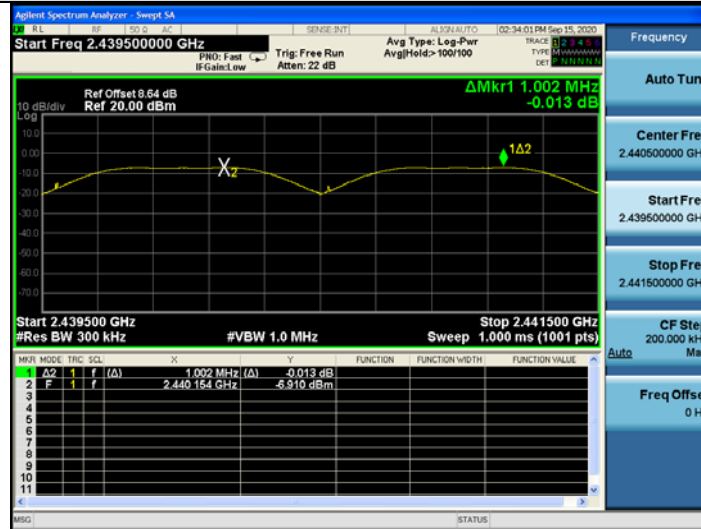 Agilent Spectrum Analyzer - Swept SA
RL RF 50 Ω AC SENSE:INT ALIGNAUTO 02:34:01 PM Sep 15, 2020
Start Freq 2.439500000 GHz
PNO: Fast
IFGain:Low
Trig: Free Run
Atten: 22 dB
Avg Type: Log-Pwr
Avg|Hold:>100/100
TRACE 1 2 3 4 5 6
TYPE M
DET P N N N N N
ΔMkr1 1.002 MHz
-0.013 dB
Ref Offset 8.64 dB
10 dB/div Ref 20.00 dBm
Log
10.0
0.00
-10.0
-20.0
-30.0
-40.0
-50.0
-60.0
-70.0
X2
1Δ2
Start 2.439500 GHz Stop 2.441500 GHz
#Res BW 300 kHz #VBW 1.0 MHz Sweep 1.000 ms (1001 pts)
MKR MODE TRC SCL X Y FUNCTION FUNCTION WIDTH FUNCTION VALUE
1 Δ2 1 f (Δ) 1.002 MHz (Δ) -0.013 dB
2 F 1 f 2.440 154 GHz -6.910 dBm
3
4
5
6
7
8
9
10
11
MSG STATUS
Frequency
Auto Tun
Center Fre
2.440500000 GH
Start Fre
2.439500000 GH
Stop Fre
2.441500000 GH
CF Ste
200.000 kH
Auto Ma
Freq Offse
0 H